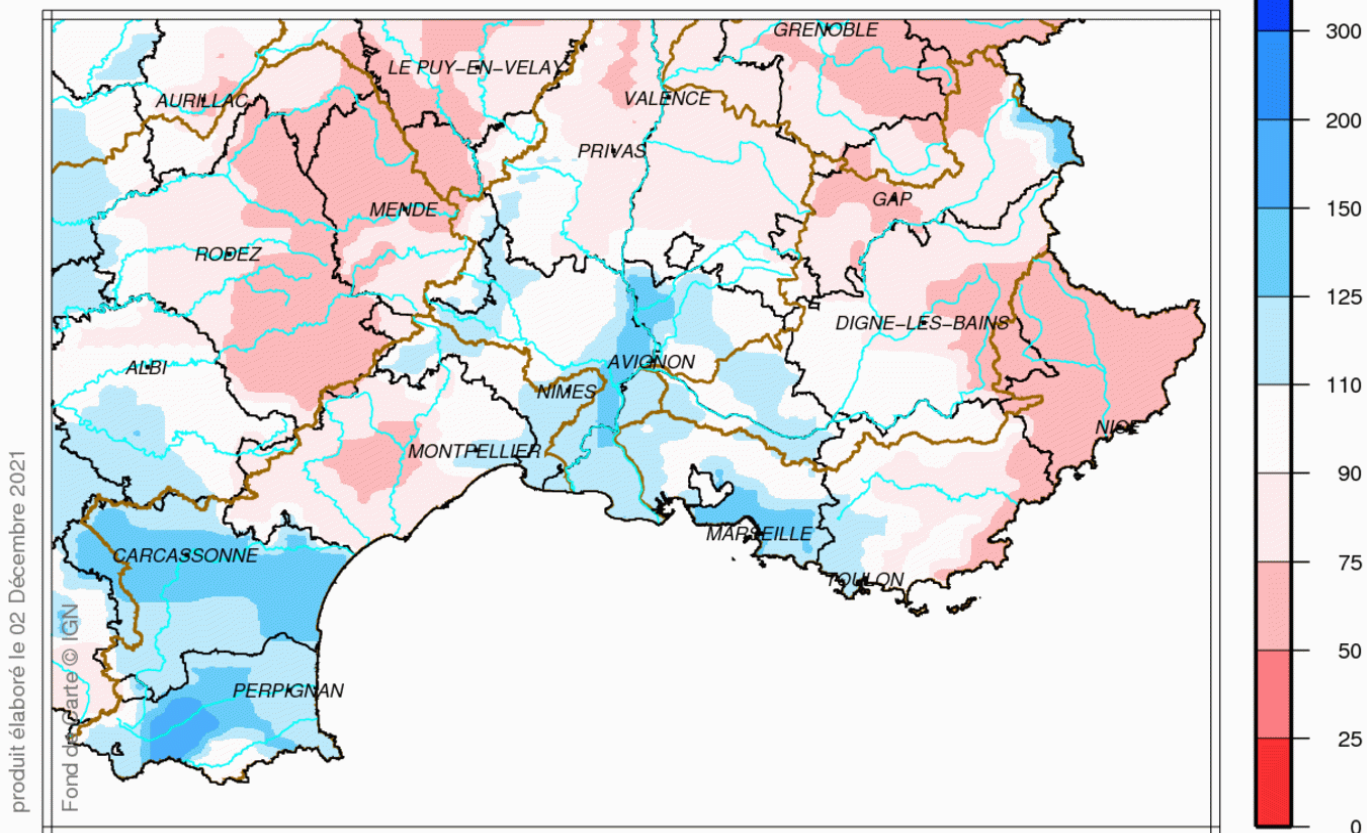 GRENOBLE
300
LE PUY-EN-VELAY
AURILLAC
VALENCE
200
PRIVAS
MENDE
GAP
150
RODEZ
125
DIGNE-LES-BAINS
ALBI
AVIGNON
110
NIMES
NICE
MONTPELLIER
90
MARSEILLE
CARCASSONNE
75
TOULON
50
PERPIGNAN
25
0
produit élaboré le 02 Décembre 2021
Fond de Carte © IGN